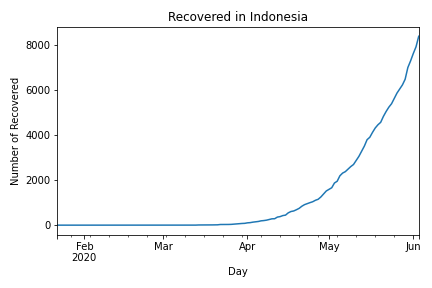 Recovered in Indonesia
Number of Recovered
8000
6000
4000
2000
0
Feb
2020
Mar
Apr
May
Jun
Day